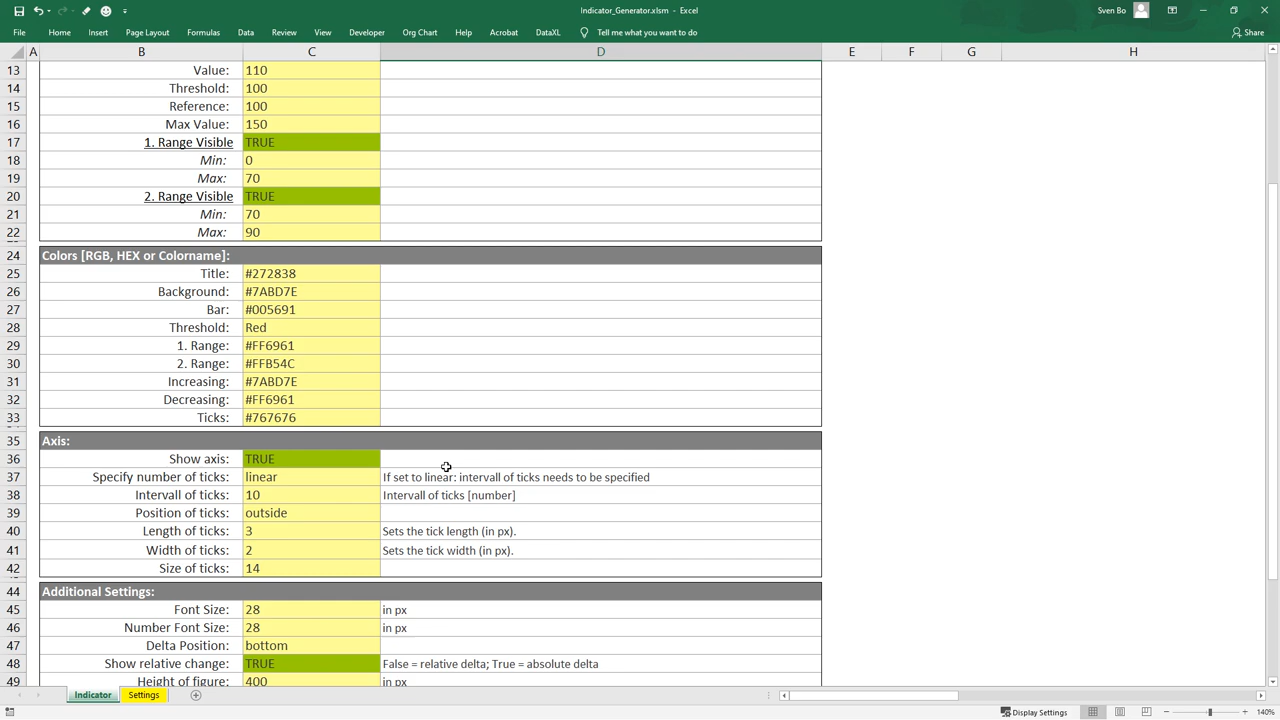 Indicator_Generator.xlsm - Excel
Sven Bo
File Home Insert Page Layout Formulas Data Review View Developer Org Chart Help Acrobat DataXL Tell me what you want to do Share
A B C D E F G H
13 Value: 110
14 Threshold: 100
15 Reference: 100
16 Max Value: 150
17 1. Range Visible TRUE
18 Min: 0
19 Max: 70
20 2. Range Visible TRUE
21 Min: 70
22 Max: 90
24 Colors [RGB, HEX or Colorname]:
25 Title: #272838
26 Background: #7ABD7E
27 Bar: #005691
28 Threshold: Red
29 1. Range: #FF6961
30 2. Range: #FFB54C
31 Increasing: #7ABD7E
32 Decreasing: #FF6961
33 Ticks: #767676
35 Axis:
36 Show axis: TRUE
37 Specify number of ticks: linear If set to linear: intervall of ticks needs to be specified
38 Intervall of ticks: 10 Intervall of ticks [number]
39 Position of ticks: outside
40 Length of ticks: 3 Sets the tick length (in px).
41 Width of ticks: 2 Sets the tick width (in px).
42 Size of ticks: 14
44 Additional Settings:
45 Font Size: 28 in px
46 Number Font Size: 28 in px
47 Delta Position: bottom
48 Show relative change: TRUE False = relative delta; True = absolute delta
49 Height of figure: 400 in px
Indicator Settings
Display Settings 140%